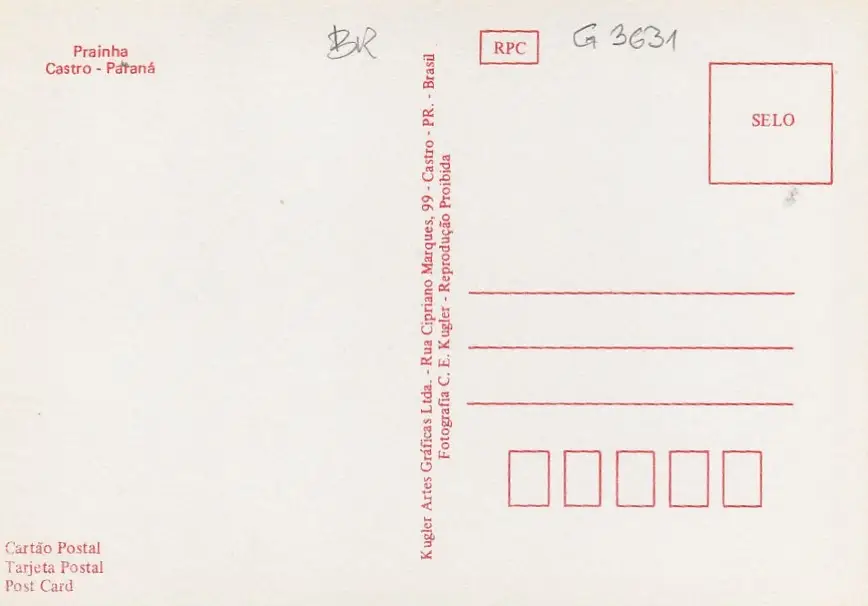 Prainha
Castro - Paraná
BR
RPC
G 3631
SELO
Kugler Artes Gráficas Ltda. - Rua Cipriano Marques, 99 - Castro - PR. - Brasil
Fotografia C. E. Kugler - Reprodução Proibida
Cartão Postal
Tarjeta Postal
Post Card